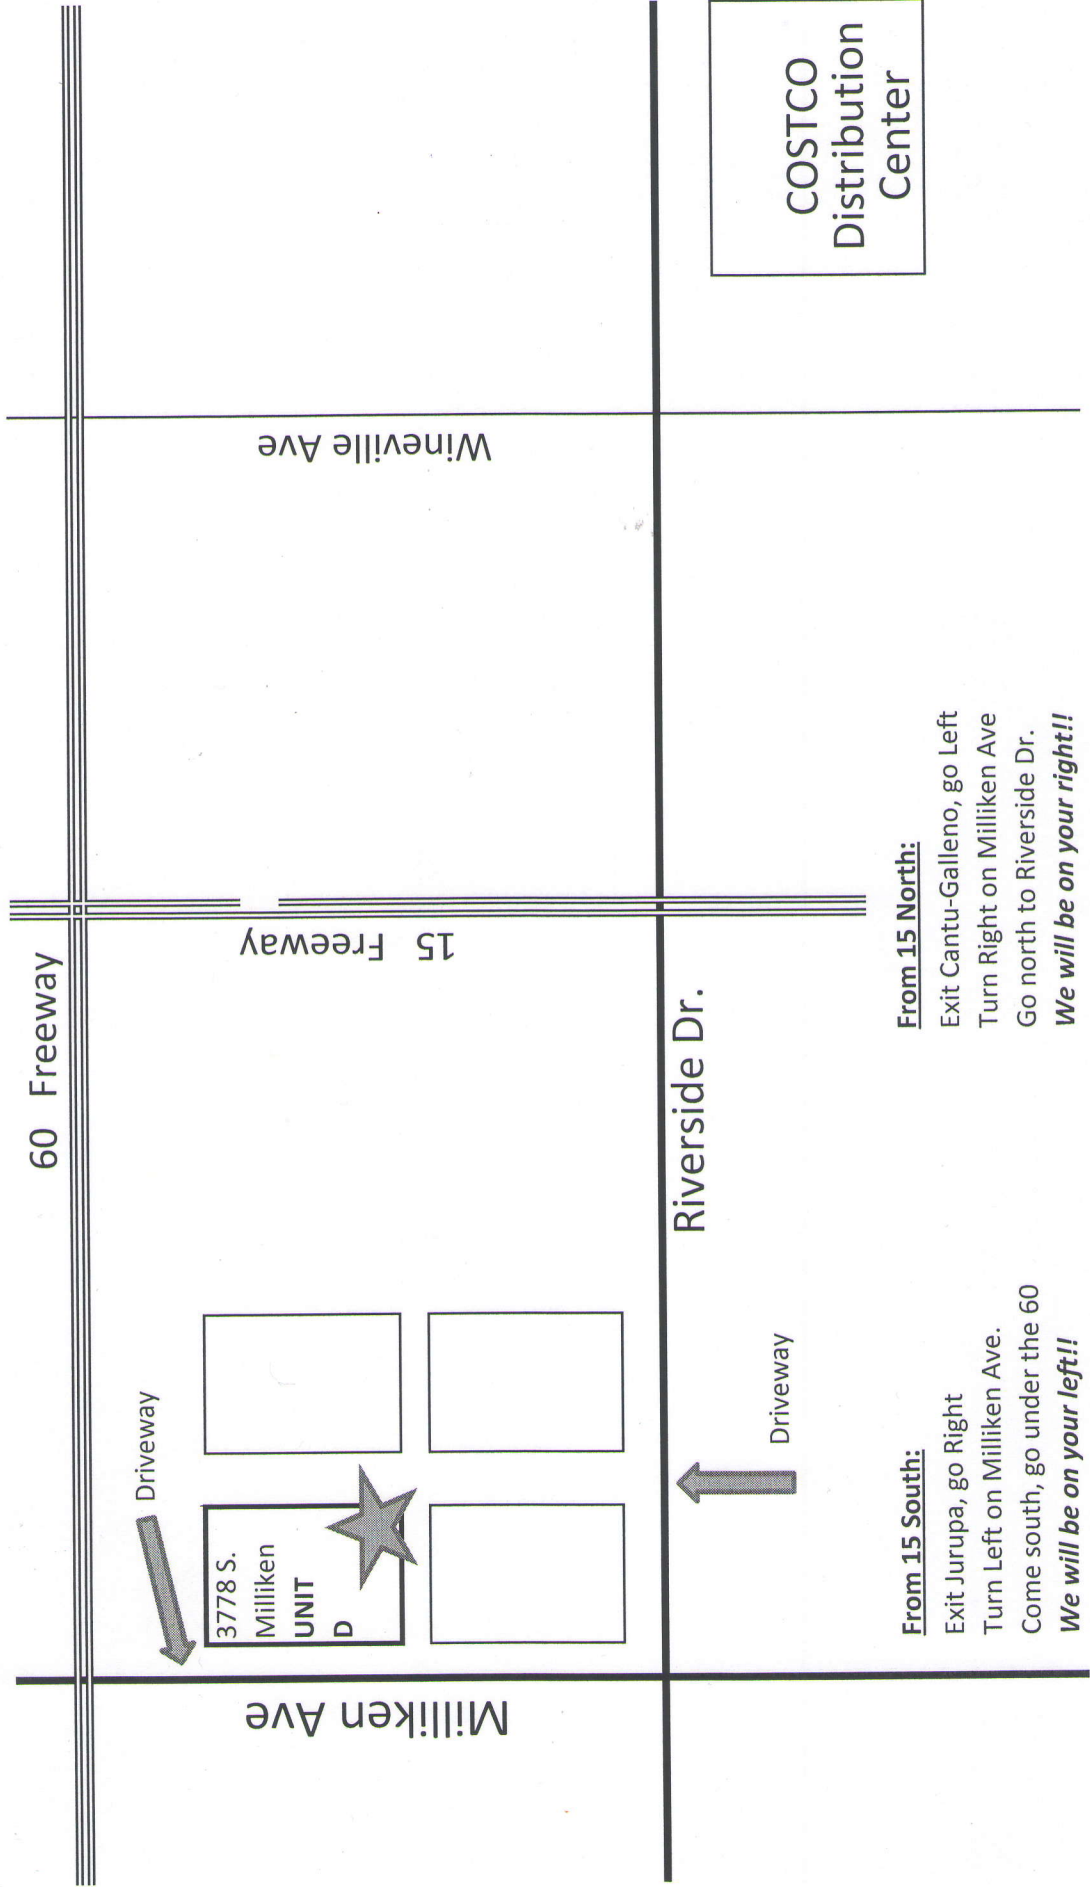 60 Freeway
Driveway
3778 S.
Milliken
UNIT
D
Milliken Ave
15 Freeway
Wineville Ave
Riverside Dr.
Driveway
COSTCO
Distribution
Center
From 15 South:
Exit Jurupa, go Right
Turn Left on Milliken Ave.
Come south, go under the 60
We will be on your left!!
From 15 North:
Exit Cantu-Galleno, go Left
Turn Right on Milliken Ave
Go north to Riverside Dr.
We will be on your right!!